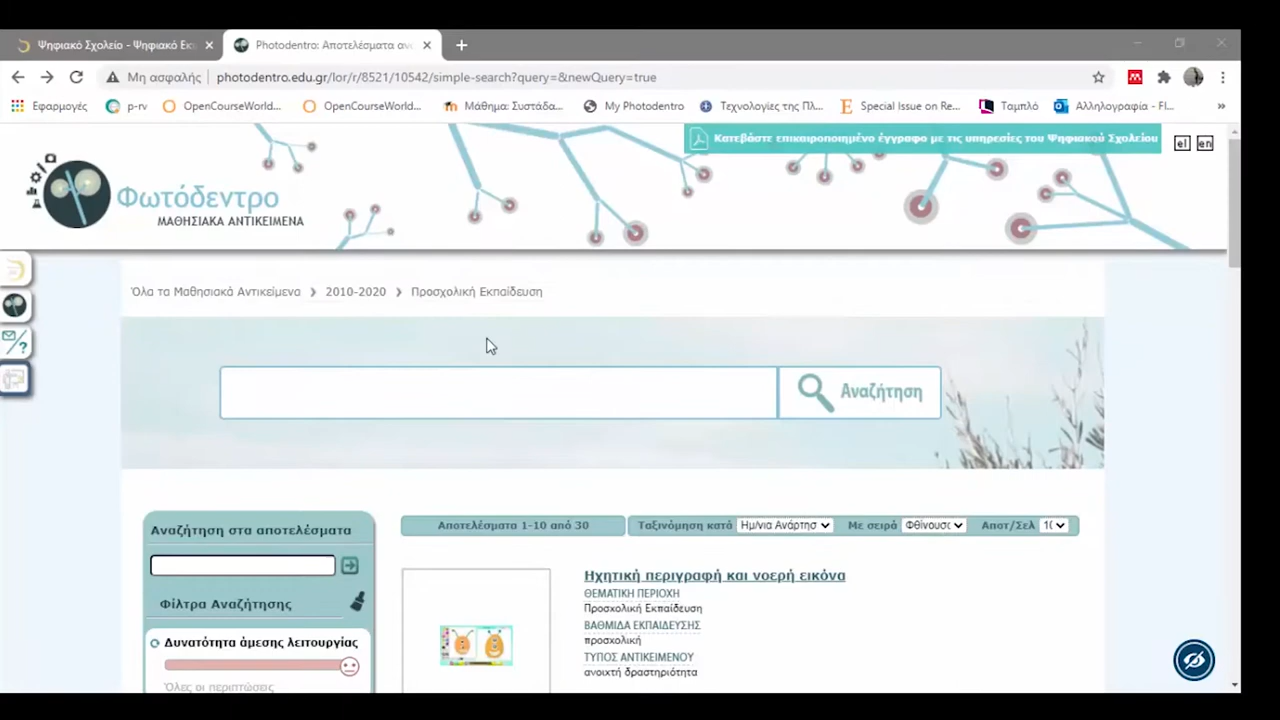 Ψηφιακό Σχολείο - Ψηφιακό Εκ
Photodentro: Αποτελέσματα αν
Μη ασφαλής
photodentro.edu.gr/lor/r/8521/10542/simple-search?query=&newQuery=true
Εφαρμογές p-rv OpenCourseWorld... OpenCourseWorld... Μάθημα: Συστάδα... My Photodentro Τεχνολογίες της Πλ... Special Issue on Re... Ταμπλό Αλληλογραφία - Fl... »
Κατεβάστε επικαιροποιημένο έγγραφο με τις υπηρεσίες του Ψηφιακού Σχολείου
el en
Φωτόδεντρο
ΜΑΘΗΣΙΑΚΑ ΑΝΤΙΚΕΙΜΕΝΑ
Όλα τα Μαθησιακά Αντικείμενα › 2010-2020 › Προσχολική Εκπαίδευση
Αναζήτηση
Αναζήτηση στα αποτελέσματα
Φίλτρα Αναζήτησης
Δυνατότητα άμεσης λειτουργίας
Όλες οι περιπτώσεις
Αποτελέσματα 1-10 από 30
Ταξινόμηση κατά Ημ/νια Ανάρτησ Με σειρά Φθίνουσα Αποτ/Σελ 10
Ηχητική περιγραφή και νοερή εικόνα
ΘΕΜΑΤΙΚΗ ΠΕΡΙΟΧΗ
Προσχολική Εκπαίδευση
ΒΑΘΜΙΔΑ ΕΚΠΑΙΔΕΥΣΗΣ
προσχολική
ΤΥΠΟΣ ΑΝΤΙΚΕΙΜΕΝΟΥ
ανοιχτή δραστηριότητα